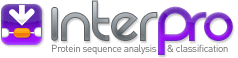 InterPro
Protein sequence analysis & classification